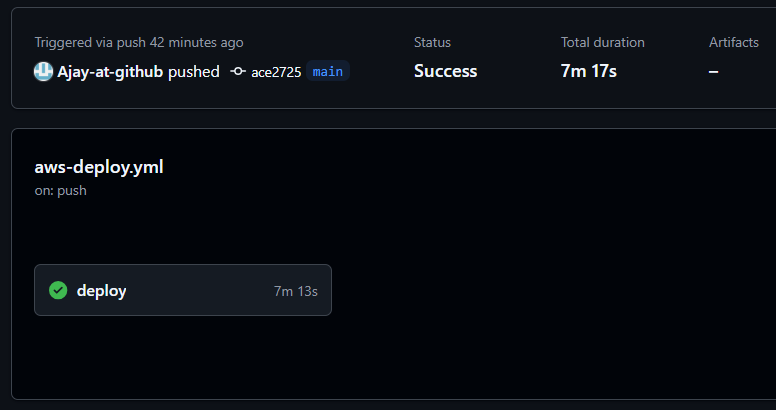 Triggered via push 42 minutes ago
Ajay-at-github pushed ace2725 main
Status
Success
Total duration
7m 17s
Artifacts
–
aws-deploy.yml
on: push
deploy 7m 13s